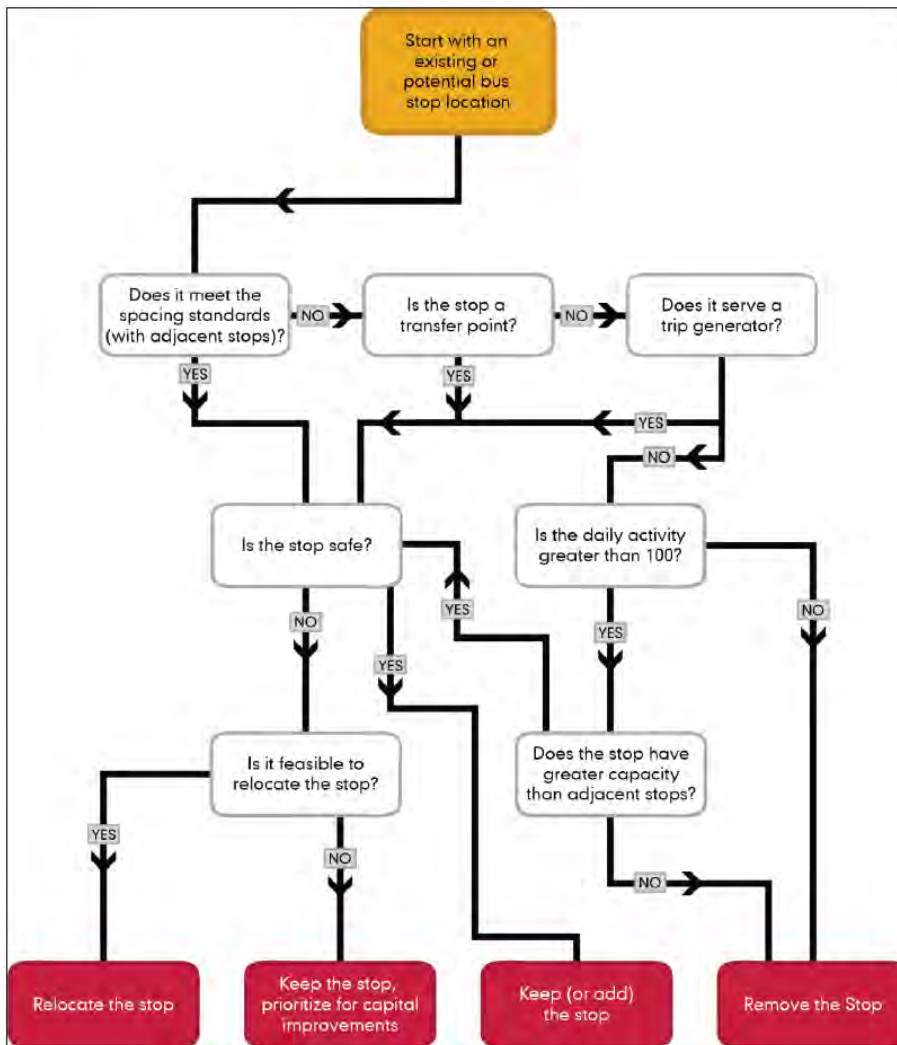 Start with an
existing or
potential bus
stop location
Does it meet the
spacing standards
(with adjacent stops)?
NO
Is the stop a
transfer point?
NO
Does it serve a
trip generator?
YES
YES
YES
NO
Is the stop safe?
Is the daily activity
greater than 100?
NO
YES
YES
YES
NO
Is it feasible to
relocate the stop?
Does the stop have
greater capacity
than adjacent stops?
YES
NO
NO
Relocate the stop
Keep the stop,
prioritize for capital
improvements
Keep (or add)
the stop
Remove the Stop